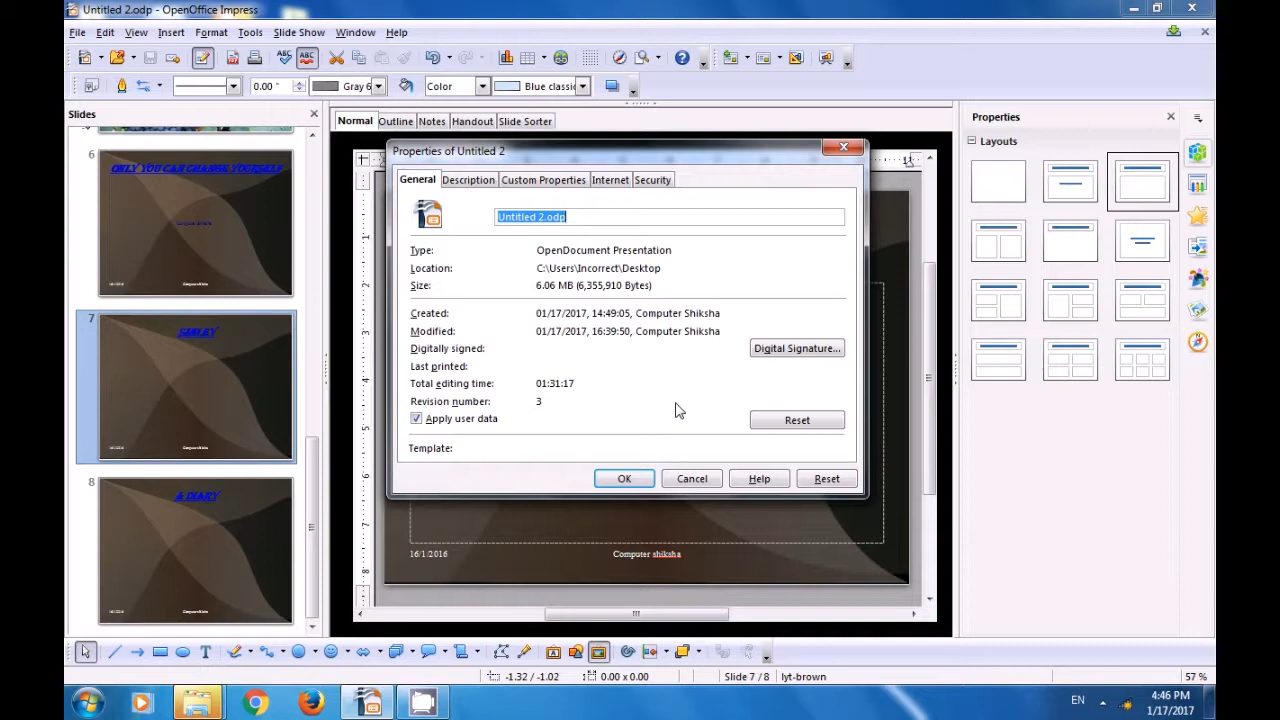 Untitled 2.odp - OpenOffice Impress
File Edit View Insert Format Tools Slide Show Window Help
0.00 " Gray 6 Color Blue classic
Slides
6
ONLY YOU CAN CHANGE YOURSELF
7
8
A DIARY
Normal Outline Notes Handout Slide Sorter
Properties of Untitled 2
General Description Custom Properties Internet Security
Untitled 2.odp
Type: OpenDocument Presentation
Location: C:\Users\Incorrect\Desktop
Size: 6.06 MB (6,355,910 Bytes)
Created: 01/17/2017, 14:49:05, Computer Shiksha
Modified: 01/17/2017, 16:39:50, Computer Shiksha
Digitally signed: Digital Signature...
Last printed:
Total editing time: 01:31:17
Revision number: 3
Apply user data Reset
Template:
OK Cancel Help Reset
16/1/2016 Computer shiksha
Properties
Layouts
-1.32 / -1.02 0.00 x 0.00 Slide 7 / 8 lyt-brown 57 %
EN 4:46 PM
1/17/2017